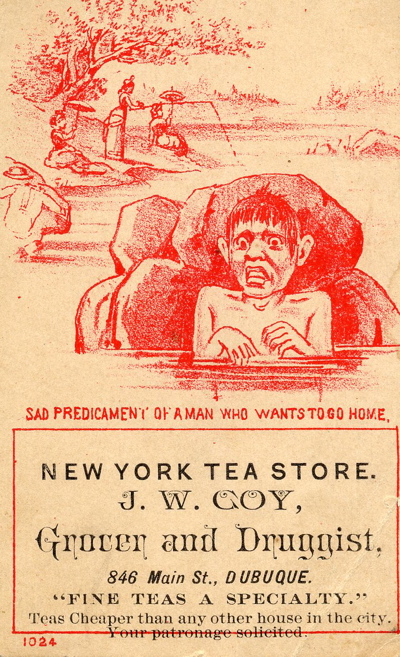 SAD PREDICAMENT OF A MAN WHO WANTS TO GO HOME.
NEW YORK TEA STORE.
J. W. COY,
Grocer and Druggist,
846 Main St., DUBUQUE.
"FINE TEAS A SPECIALTY."
Teas Cheaper than any other house in the city.
Your patronage solicited.
1024